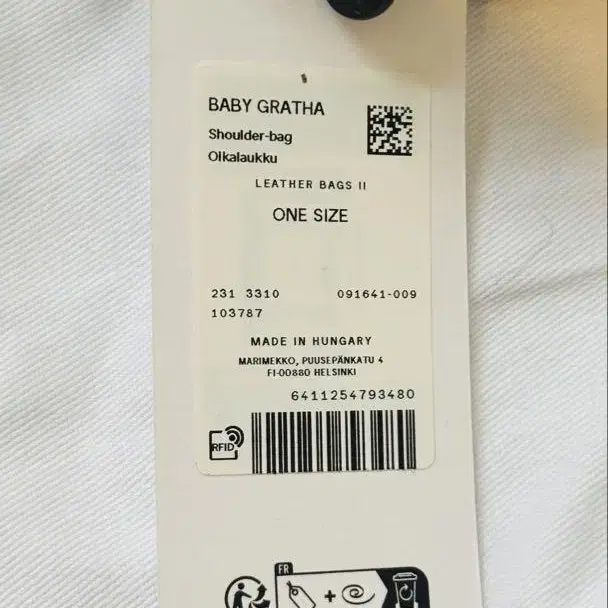 BABY GRATHA
Shoulder-bag
Olkalaukku
LEATHER BAGS II
ONE SIZE
231 3310 091641-009
103787
MADE IN HUNGARY
MARIMEKKO, PUUSEPÄNKATU 4
FI-00880 HELSINKI
6411254793480
RFID
FR
+